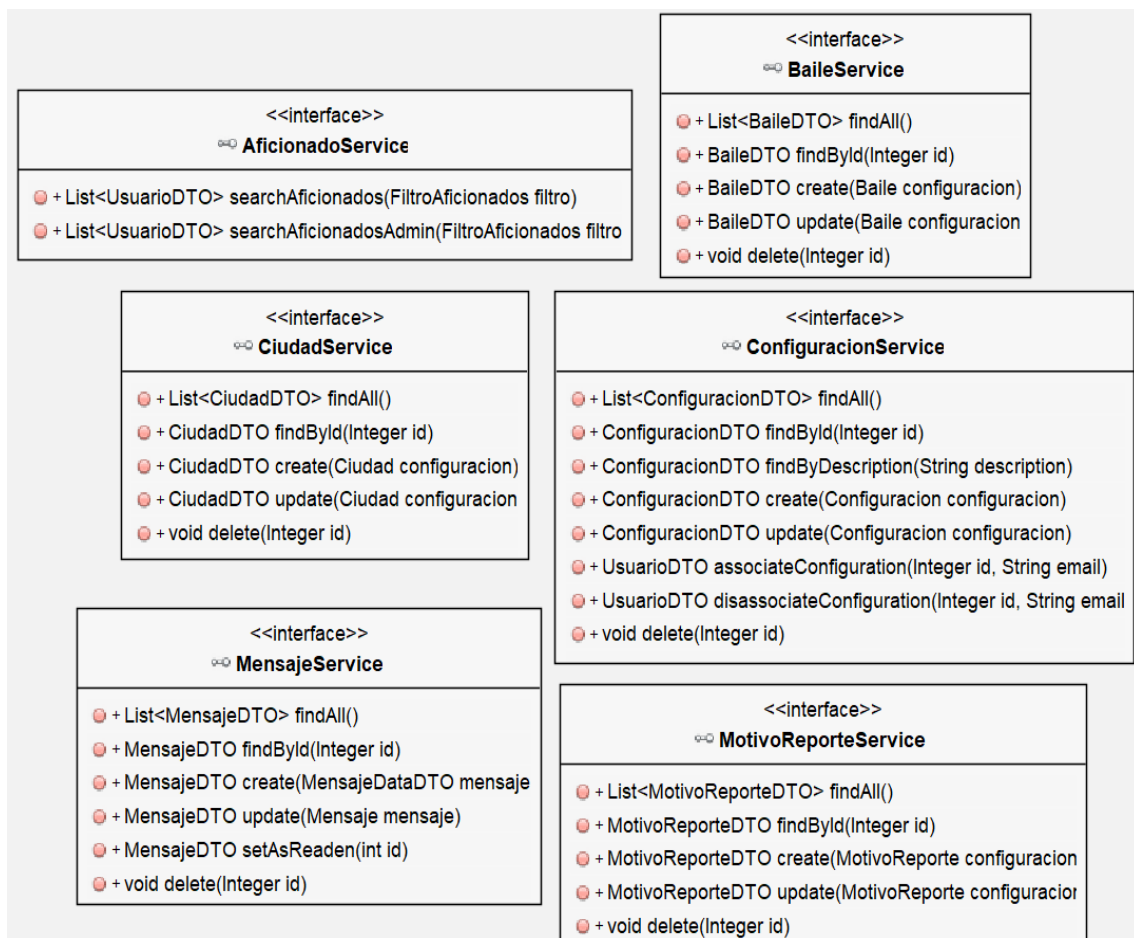 <<interface>>
AficionadoService
+ List<UsuarioDTO> searchAficionados(FiltroAficionados filtro)
+ List<UsuarioDTO> searchAficionadosAdmin(FiltroAficionados filtro
<<interface>>
BaileService
+ List<BaileDTO> findAll()
+ BaileDTO findById(Integer id)
+ BaileDTO create(Baile configuracion)
+ BaileDTO update(Baile configuracion
+ void delete(Integer id)
<<interface>>
CiudadService
+ List<CiudadDTO> findAll()
+ CiudadDTO findById(Integer id)
+ CiudadDTO create(Ciudad configuracion)
+ CiudadDTO update(Ciudad configuracion
+ void delete(Integer id)
<<interface>>
ConfiguracionService
+ List<ConfiguracionDTO> findAll()
+ ConfiguracionDTO findById(Integer id)
+ ConfiguracionDTO findByDescription(String description)
+ ConfiguracionDTO create(Configuracion configuracion)
+ ConfiguracionDTO update(Configuracion configuracion)
+ UsuarioDTO associateConfiguration(Integer id, String email)
+ UsuarioDTO disassociateConfiguration(Integer id, String email
+ void delete(Integer id)
<<interface>>
MensajeService
+ List<MensajeDTO> findAll()
+ MensajeDTO findById(Integer id)
+ MensajeDTO create(MensajeDataDTO mensaje
+ MensajeDTO update(Mensaje mensaje)
+ MensajeDTO setAsReaden(int id)
+ void delete(Integer id)
<<interface>>
MotivoReporteService
+ List<MotivoReporteDTO> findAll()
+ MotivoReporteDTO findById(Integer id)
+ MotivoReporteDTO create(MotivoReporte configuracion
+ MotivoReporteDTO update(MotivoReporte configuracion
+ void delete(Integer id)